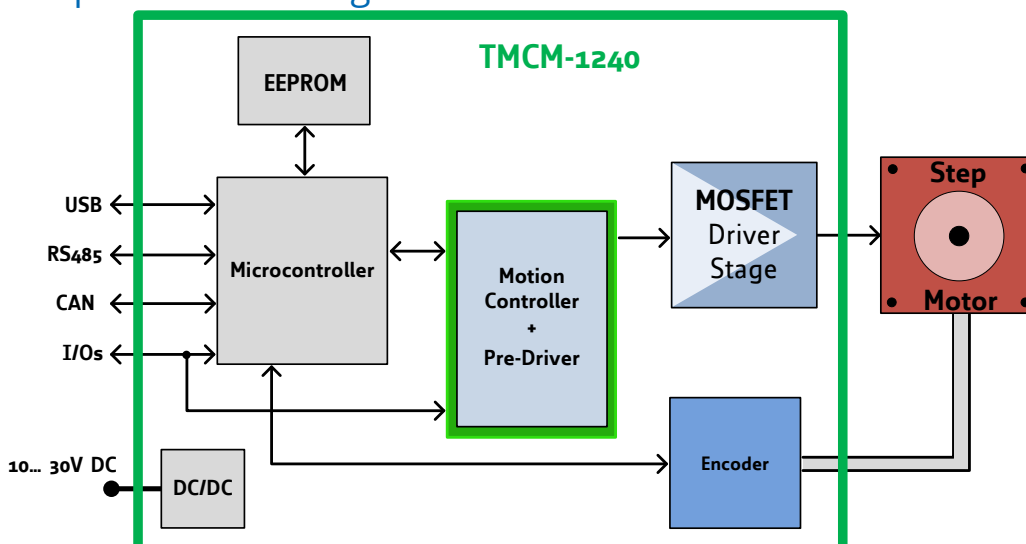 TMCM-1240
EEPROM
USB
RS485
CAN
I/Os
Microcontroller
Motion
Controller
+
Pre-Driver
MOSFET
Driver
Stage
Step
Motor
10... 30V DC
DC/DC
Encoder